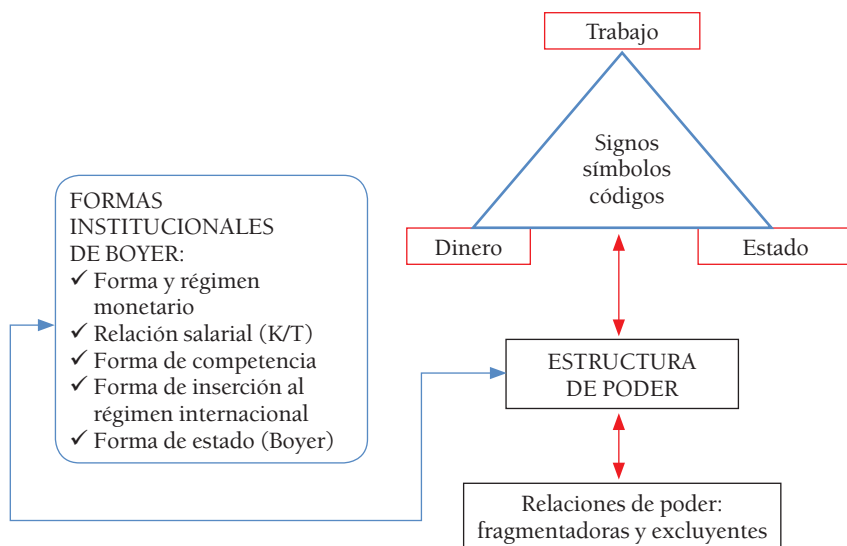 Trabajo
Signos
símbolos
códigos
Dinero
Estado
FORMAS
INSTITUCIONALES
DE BOYER:
✓ Forma y régimen
monetario
✓ Relación salarial (K/T)
✓ Forma de competencia
✓ Forma de inserción al
régimen internacional
✓ Forma de estado (Boyer)
ESTRUCTURA
DE PODER
Relaciones de poder:
fragmentadoras y excluyentes